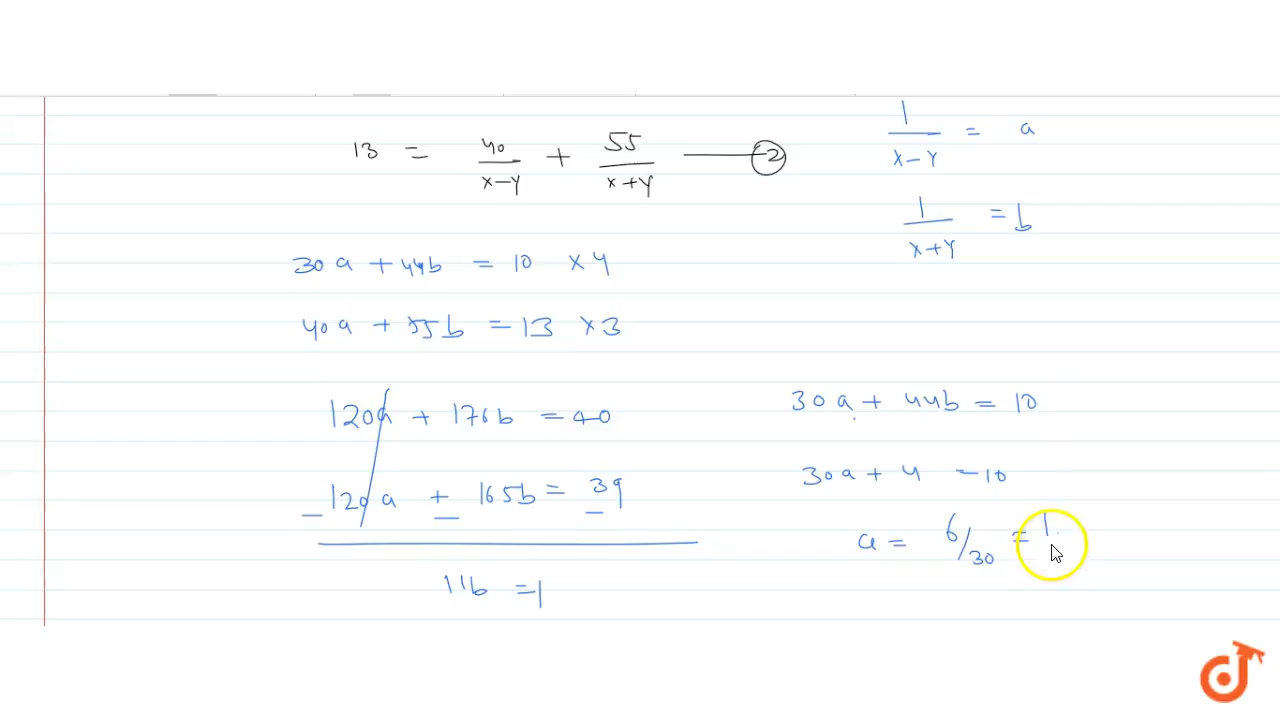 13 = 40/(x-y) + 55/(x+y) — ②
1/(x-y) = a
1/(x+y) = b
30a + 44b = 10 ×4
40a + 55b = 13 ×3
120a + 176b = 40
120a + 165b = 39
11b = 1
30a + 44b = 10
30a + 4 = 10
a = 6/30 = 1